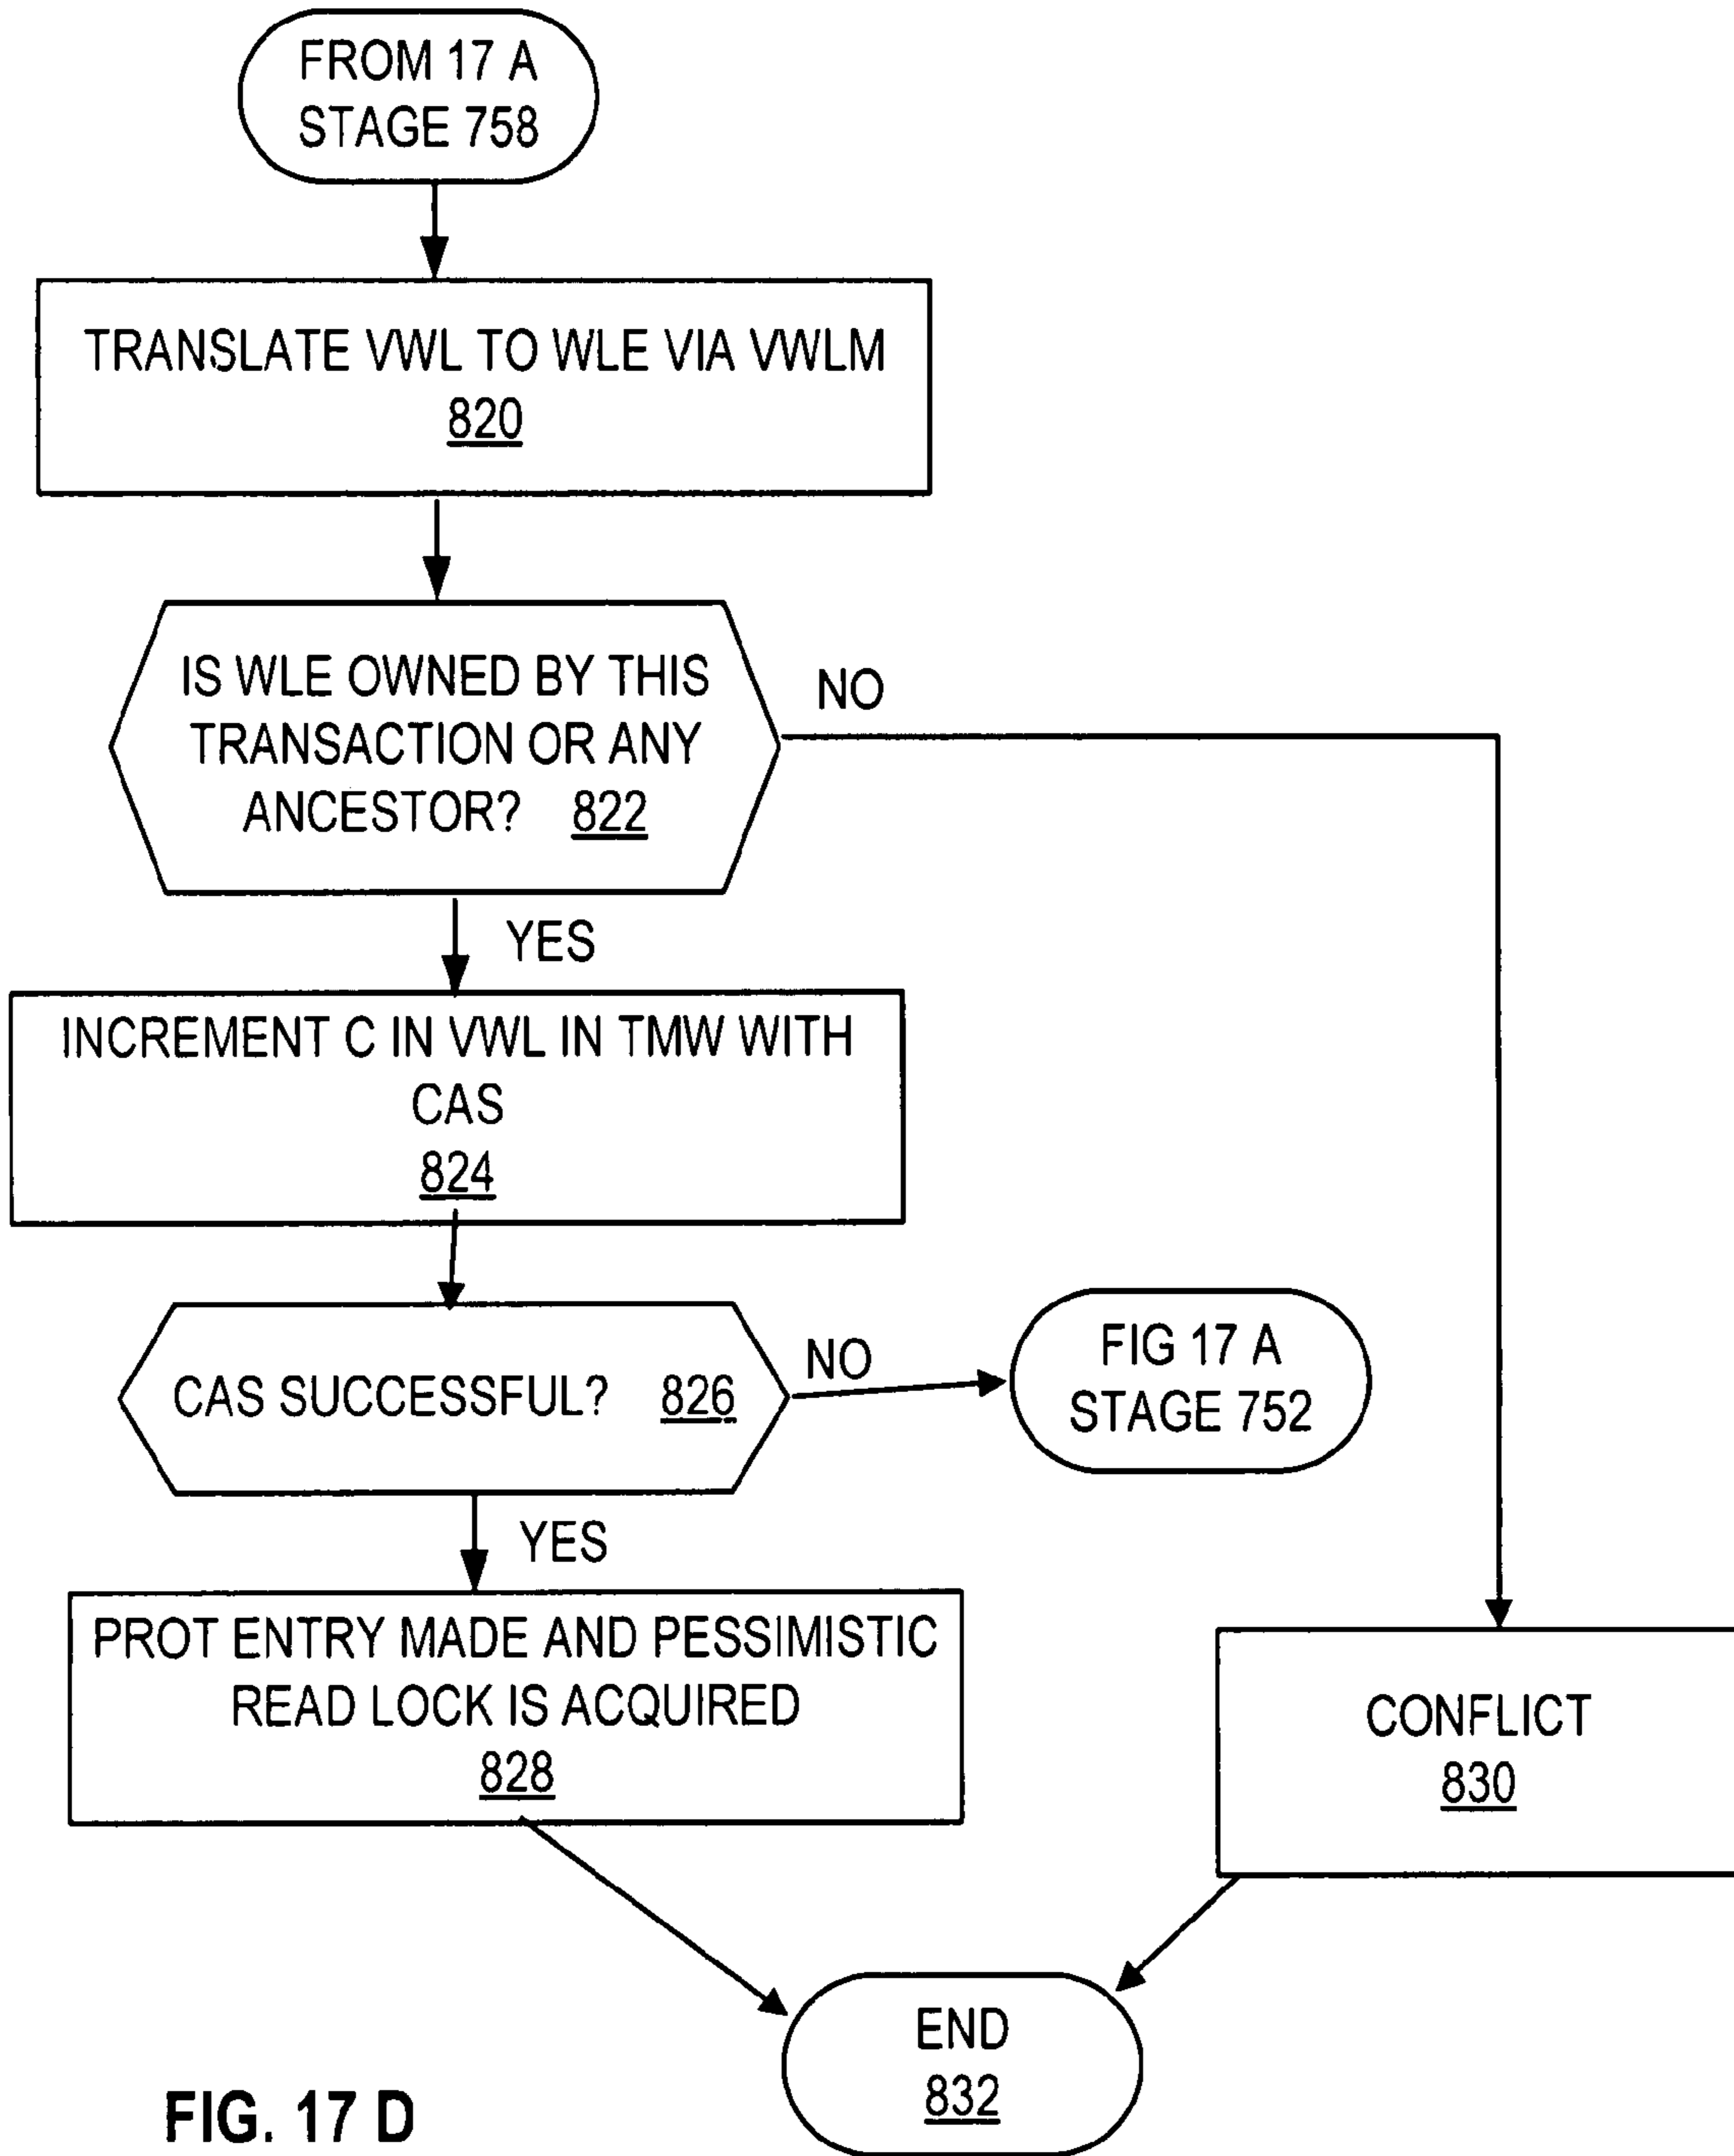 FROM 17 A
STAGE 758
TRANSLATE VWL TO WLE VIA VWLM
820
IS WLE OWNED BY THIS
TRANSACTION OR ANY
ANCESTOR? 822
NO
YES
INCREMENT C IN VWL IN TMW WITH
CAS
824
CAS SUCCESSFUL? 826
NO
FIG 17 A
STAGE 752
YES
PROT ENTRY MADE AND PESSIMISTIC
READ LOCK IS ACQUIRED
828
CONFLICT
830
END
832
FIG. 17 D